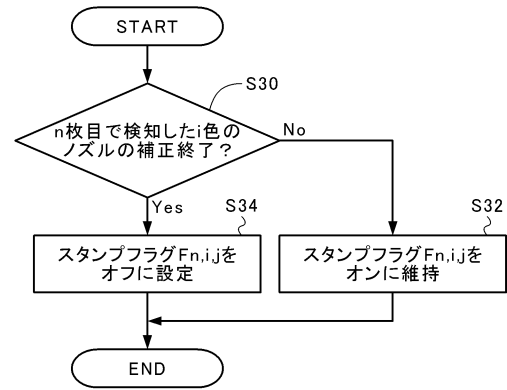 START
S30
n枚目で検知したi色の
ノズルの補正終了？
No
Yes
S34
スタンプフラグFn,i,jを
オフに設定
S32
スタンプフラグFn,i,jを
オンに維持
END